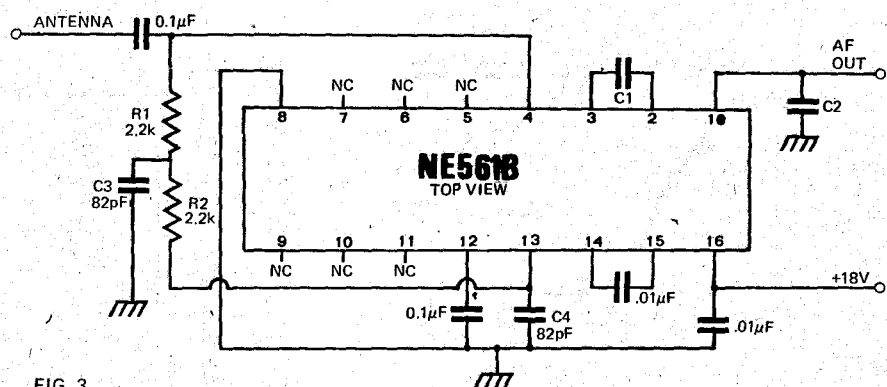 ANTENNA 0.1µF
AF
OUT
NC NC NC
R1
2.2k
C1
C2
8 7 6 5 4 3 2 10
NE561B
TOP VIEW
C3
82pF
R2
2.2k
9 10 11 12 13 14 15 16
NC NC NC
+18V
0.1µF
C4
82pF
.01µF
.01µF
FIG. 3